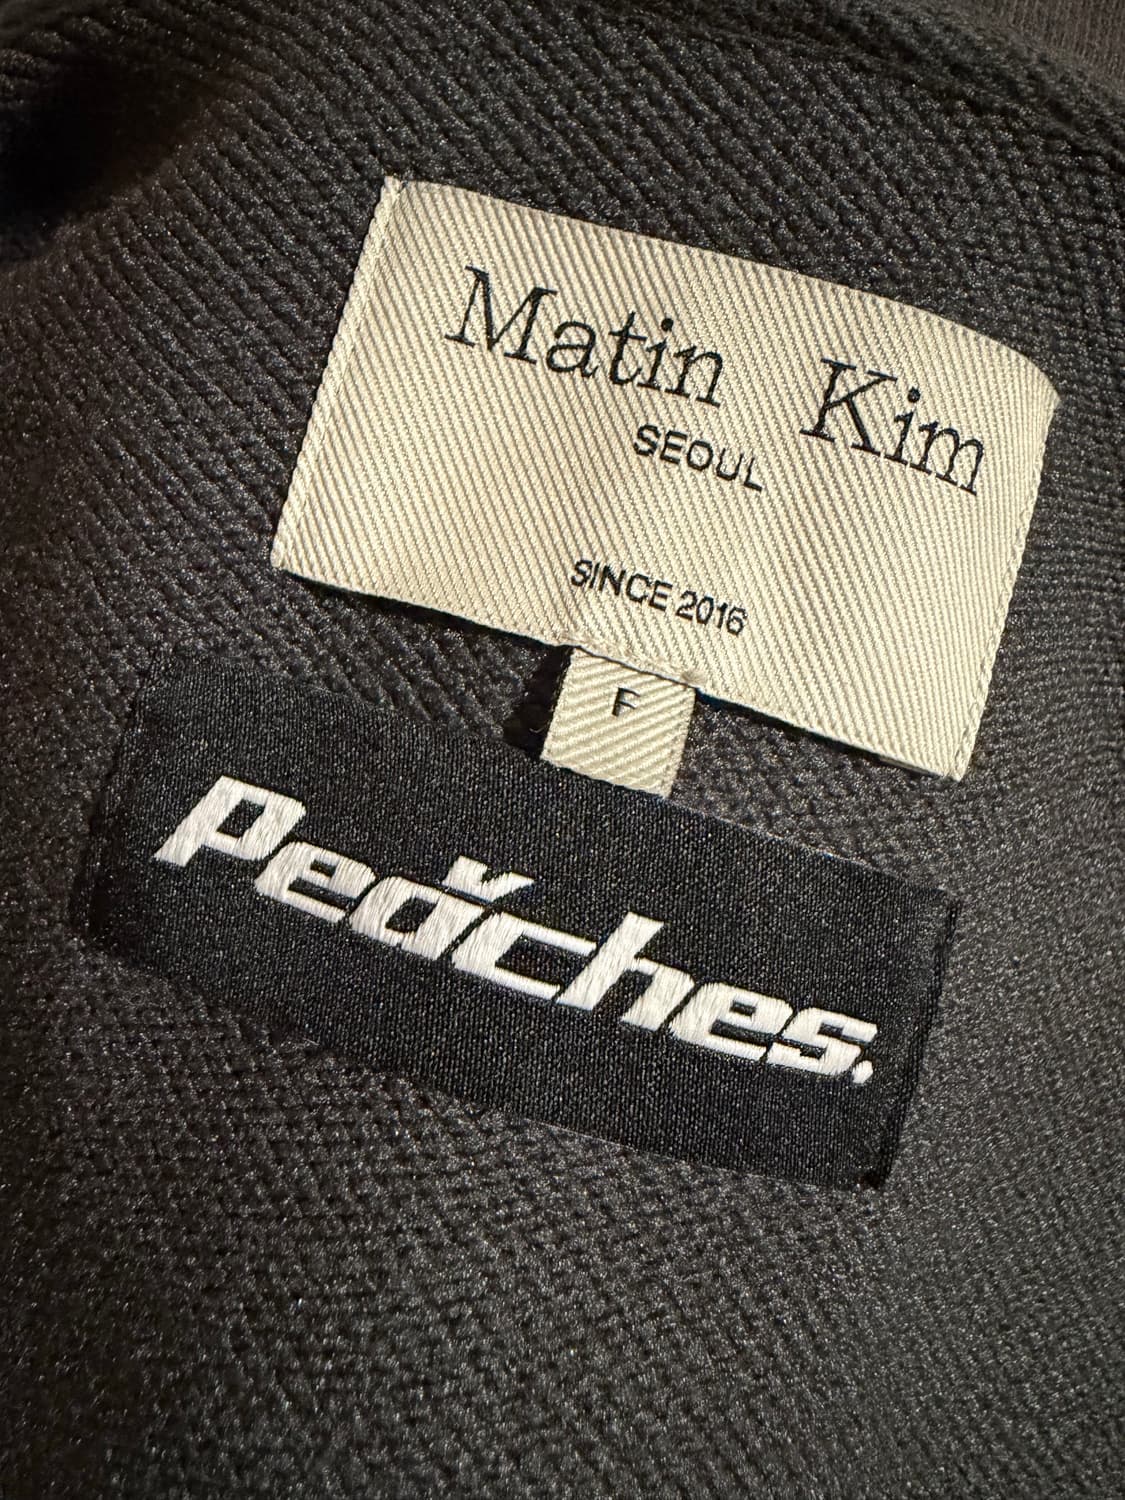 Matin Kim
SEOUL
SINCE 2016
F
Peaches.